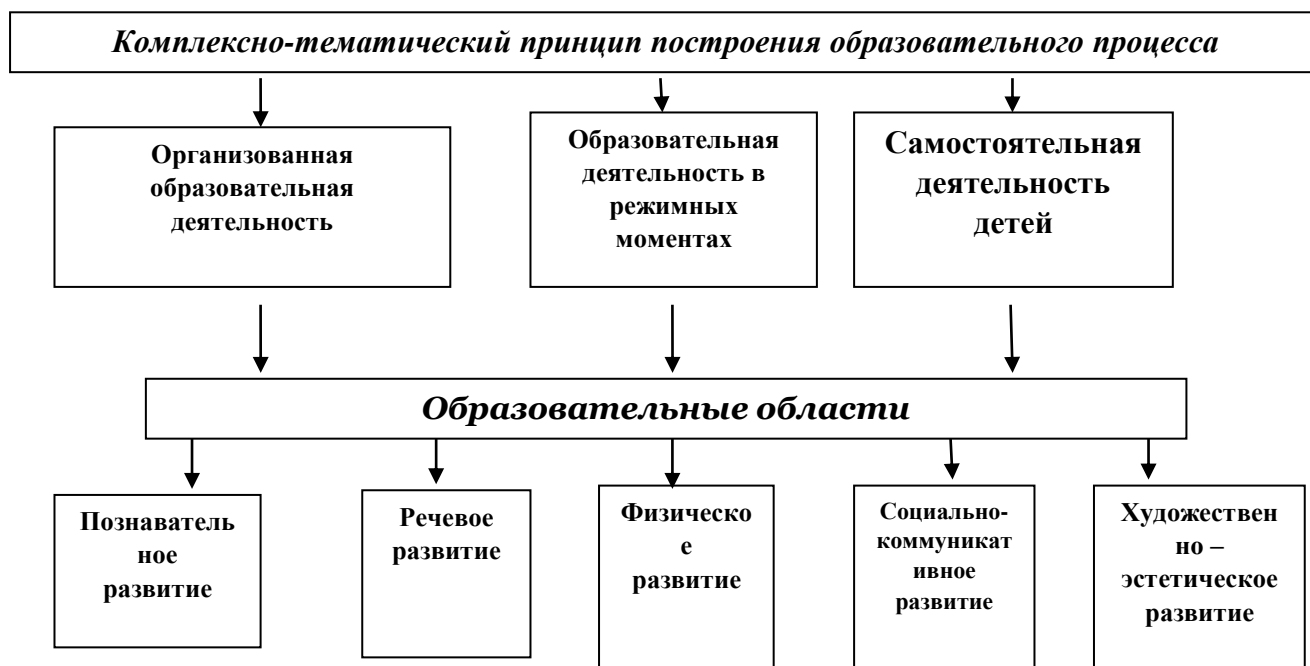 Комплексно-тематический принцип построения образовательного процесса
Организованная
образовательная
деятельность
Образовательная
деятельность в
режимных
моментах
Самостоятельная
деятельность
детей
Образовательные области
Познаватель
ное
развитие
Речевое
развитие
Физическо
е
развитие
Социально-
коммуникат
ивное
развитие
Художествен
но –
эстетическое
развитие